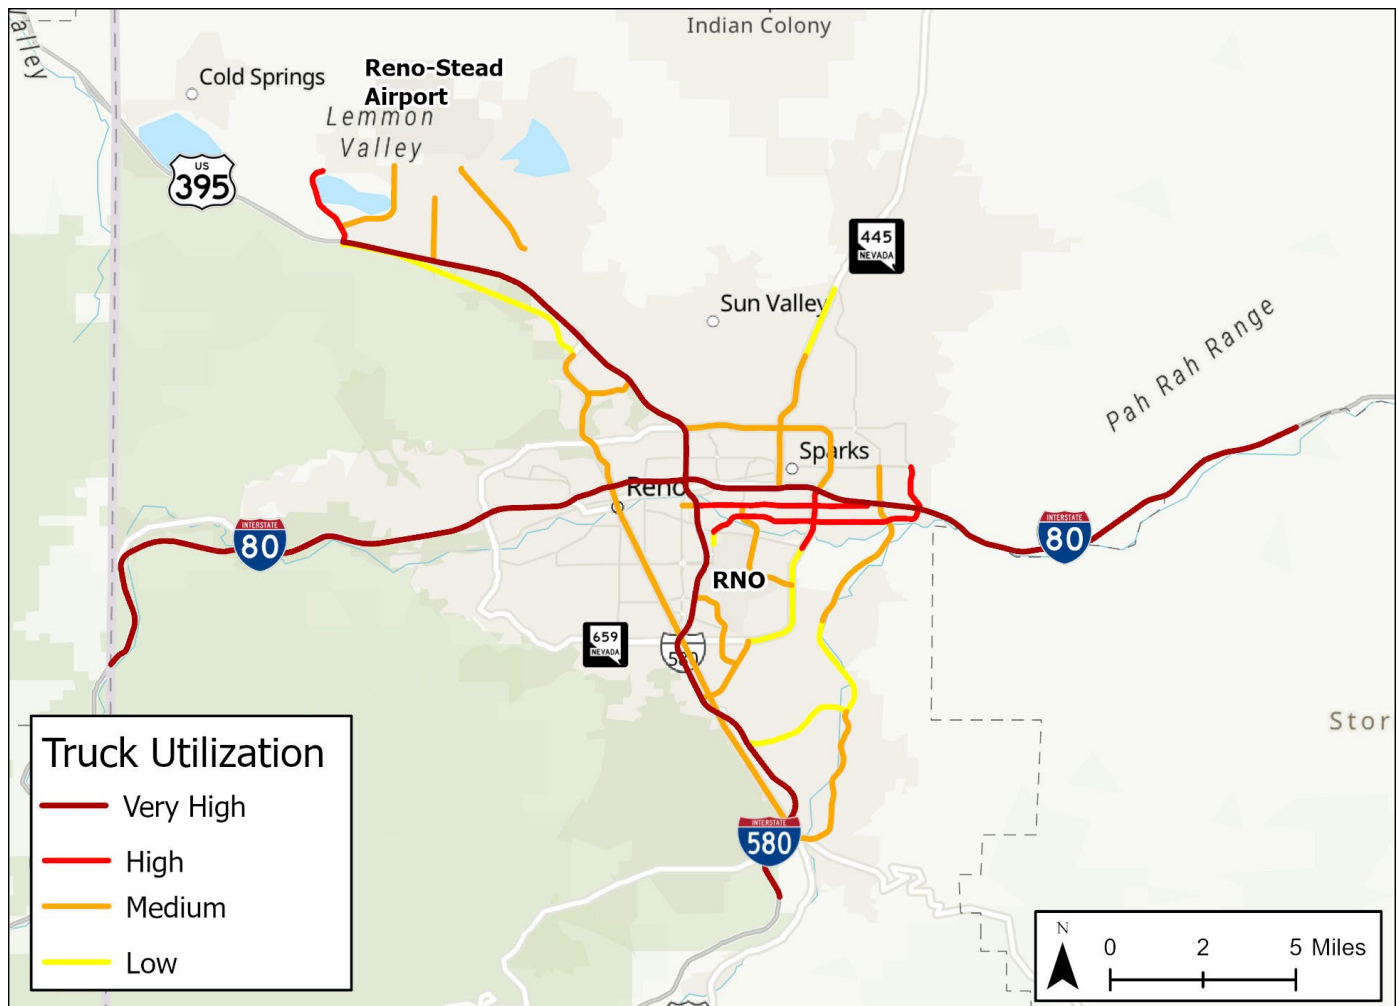 Indian Colony
Valley
Cold Springs
Reno-Stead
Airport
Lemmon
Valley
US
395
445
NEVADA
Sun Valley
Pah Rah Range
Sparks
Reno
INTERSTATE
80
INTERSTATE
80
RNO
659
NEVADA
580
Stor
Truck Utilization
Very High
High
Medium
Low
INTERSTATE
580
N
0 2 5 Miles